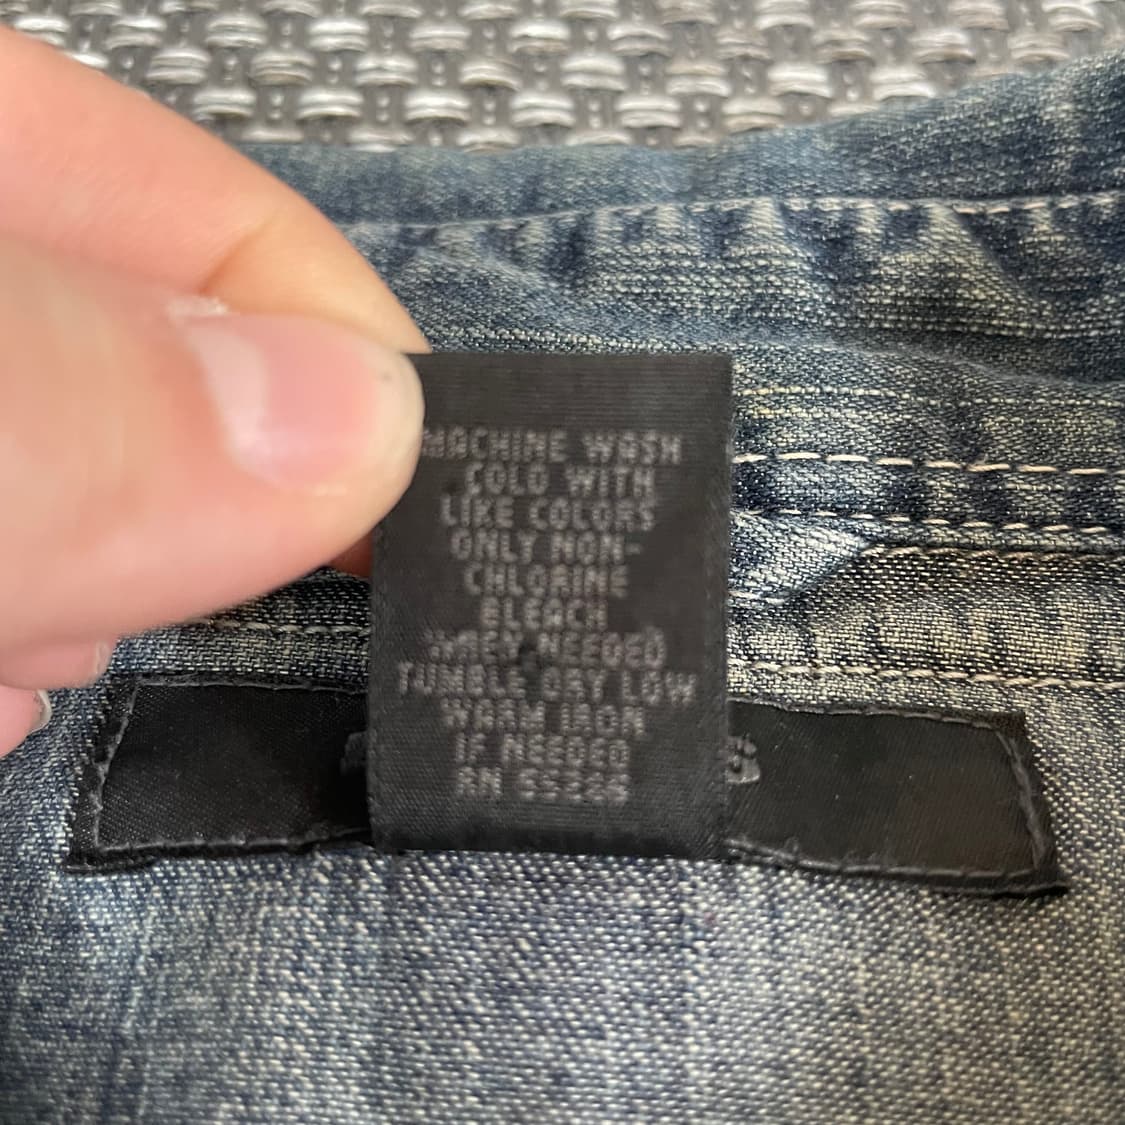 MACHINE WASH
COLD WITH
LIKE COLORS
ONLY NON-
CHLORINE
BLEACH
WHEN NEEDED
TUMBLE DRY LOW
WARM IRON
IF NEEDED
RN